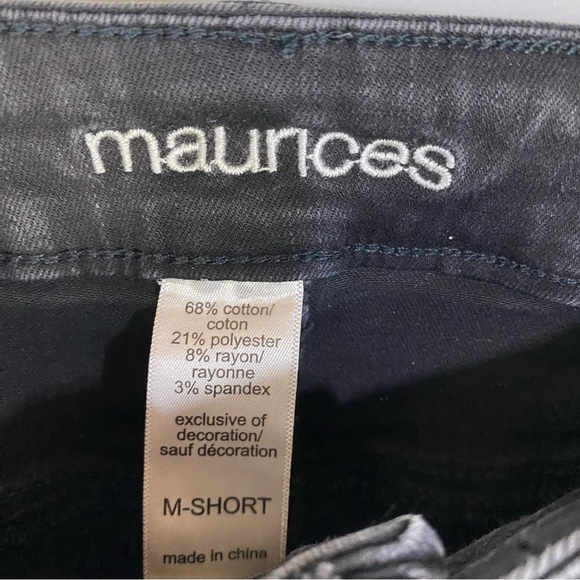 maurices
68% cotton/
coton
21% polyester
8% rayon/
rayonne
3% spandex
exclusive of
decoration/
sauf décoration
M-SHORT
made in china